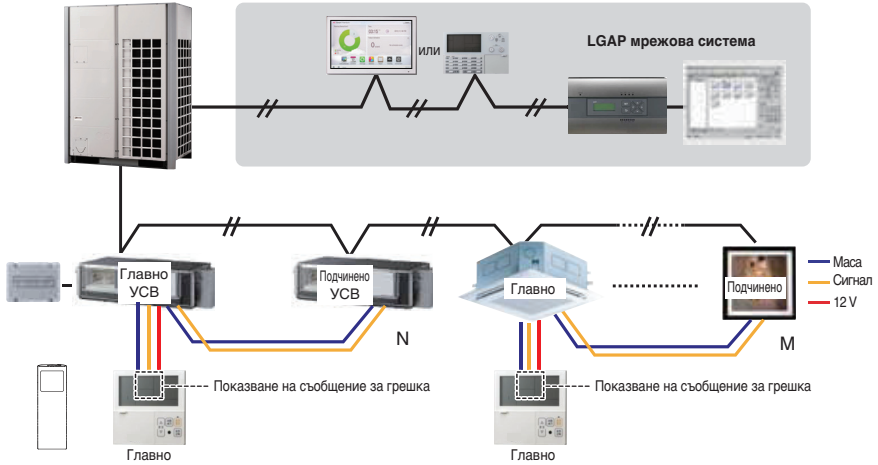 или
LGAP мрежова система
Главно
УСВ
Подчинено
УСВ
Главно
Подчинено
Маса
Сигнал
12 V
N
M
Показване на съобщение за грешка
Показване на съобщение за грешка
Главно
Главно